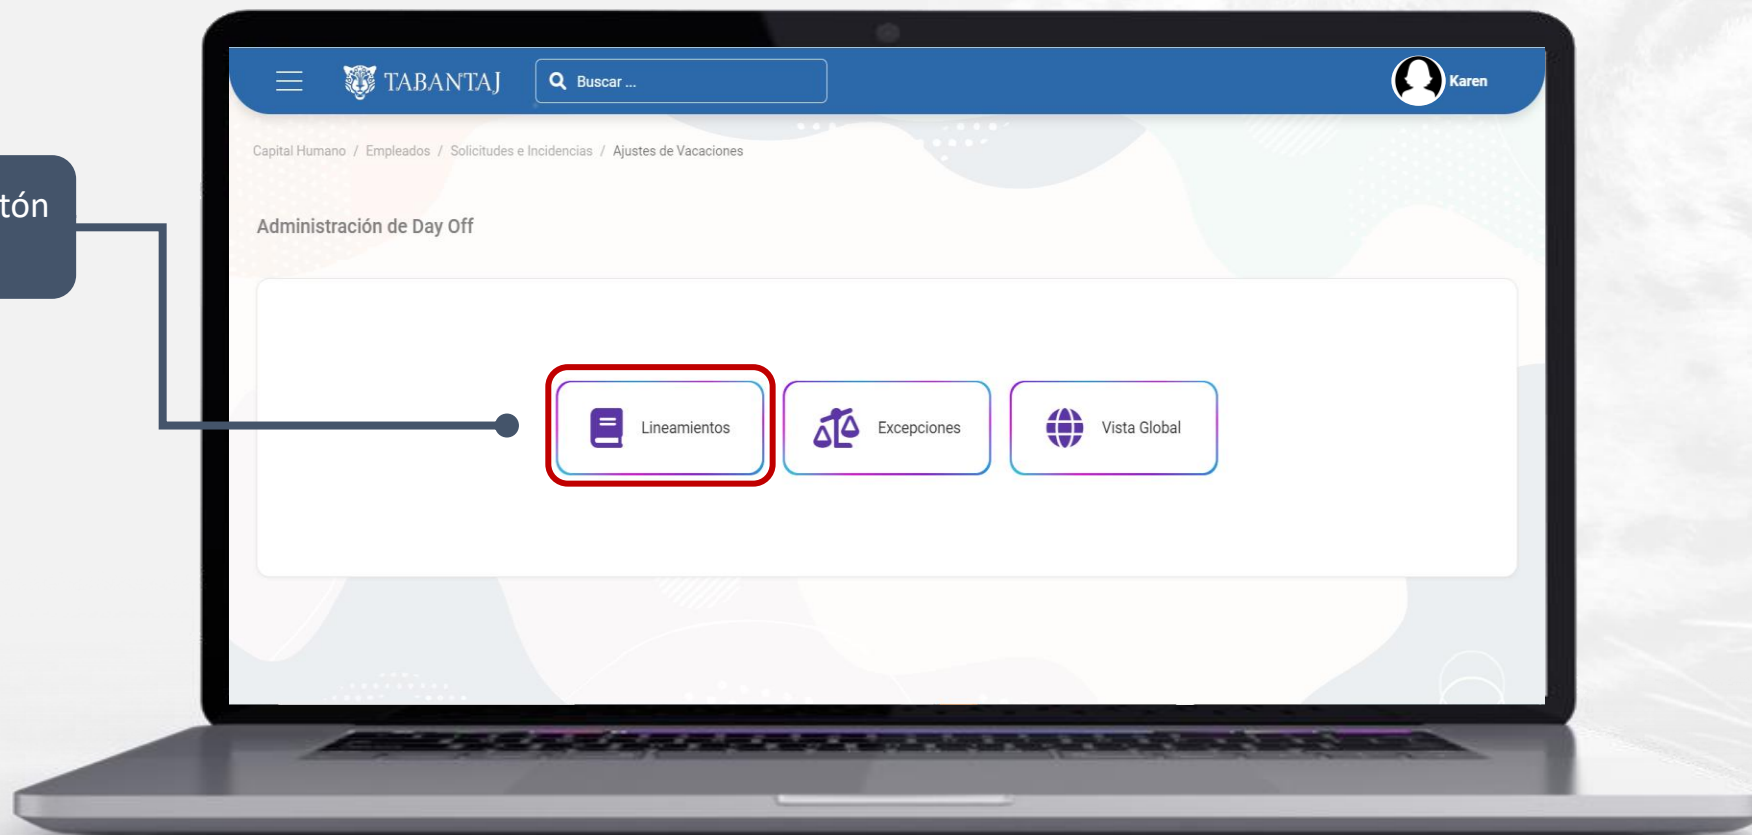 TABANTAJ
Buscar ...
Karen
Capital Humano / Empleados / Solicitudes e Incidencias / Ajustes de Vacaciones
tón
Administración de Day Off
Lineamientos
Excepciones
Vista Global